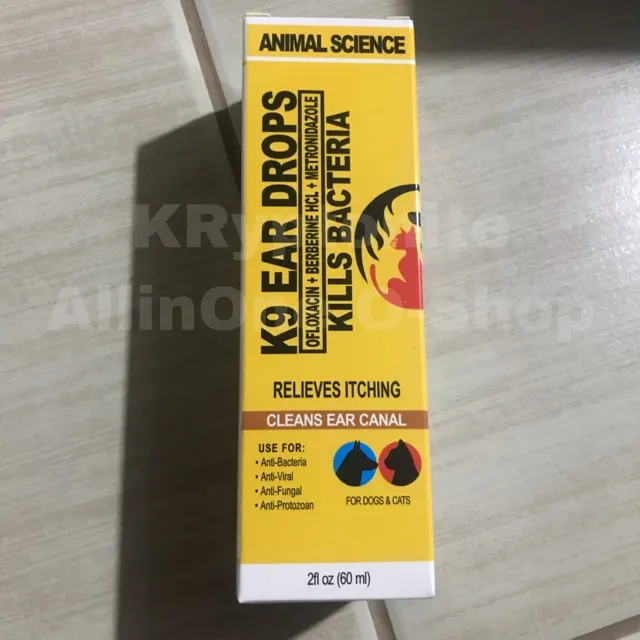 ANIMAL SCIENCE
K9 EAR DROPS
OFLOXACIN + BERBERINE HCL + METRONIDAZOLE
KILLS BACTERIA
RELIEVES ITCHING
CLEANS EAR CANAL
USE FOR:
• Anti-Bacteria
• Anti-Viral
• Anti-Fungal
• Anti-Protozoan
FOR DOGS & CATS
2fl oz (60 ml)
Shop